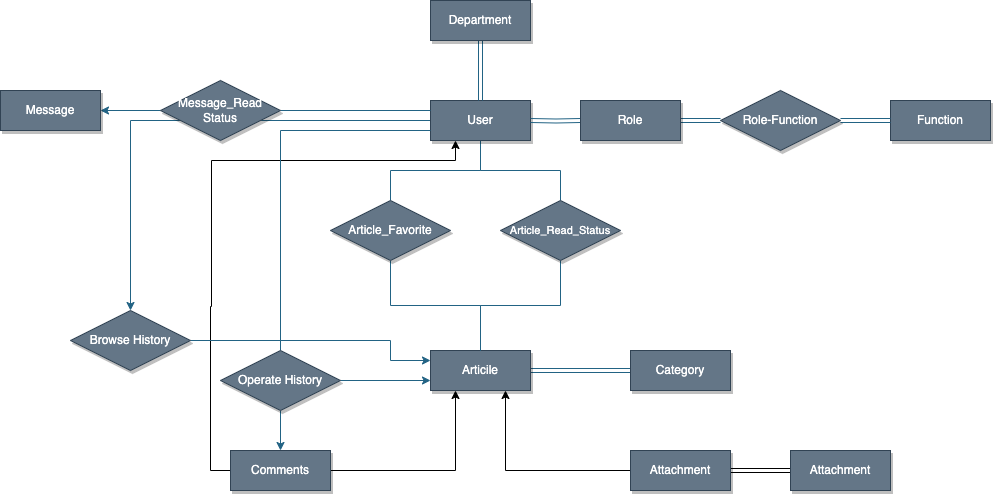 Department
Message
Message_Read
Status
User
Role
Role-Function
Function
Article_Favorite
Article_Read_Status
Browse History
Operate History
Articile
Category
Comments
Attachment
Attachment